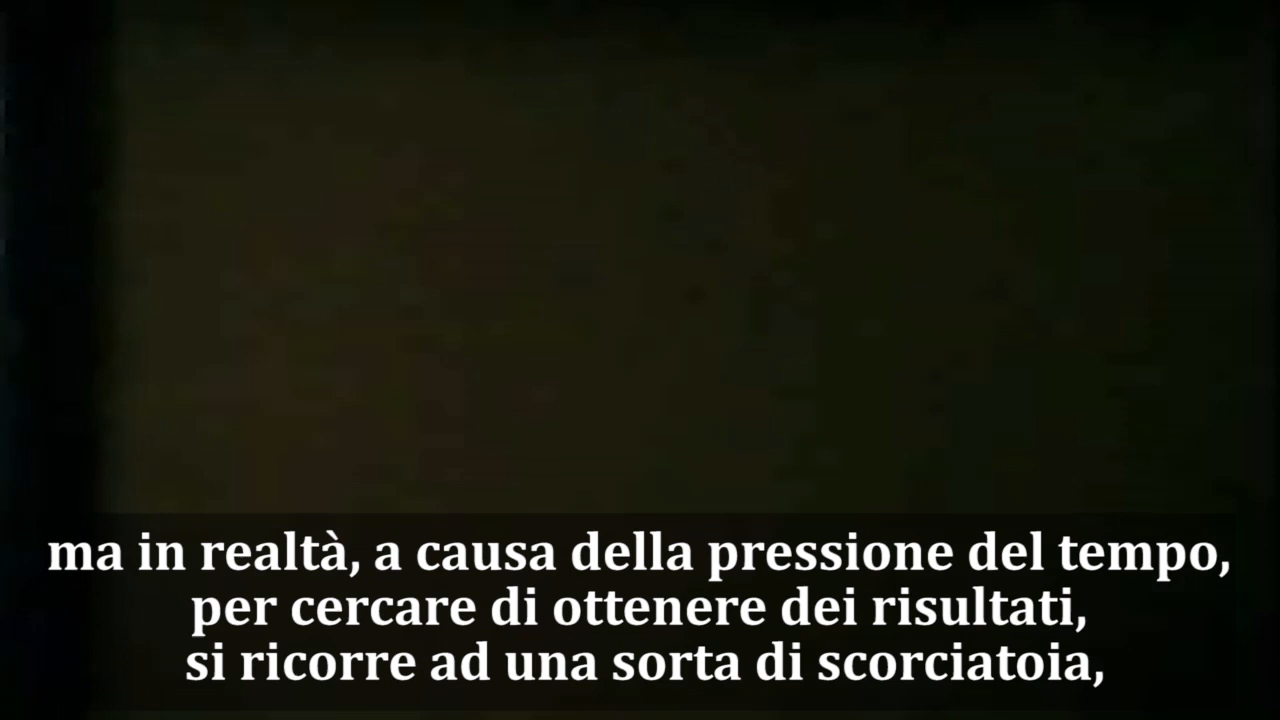 ma in realtà, a causa della pressione del tempo,
per cercare di ottenere dei risultati,
si ricorre ad una sorta di scorciatoia,